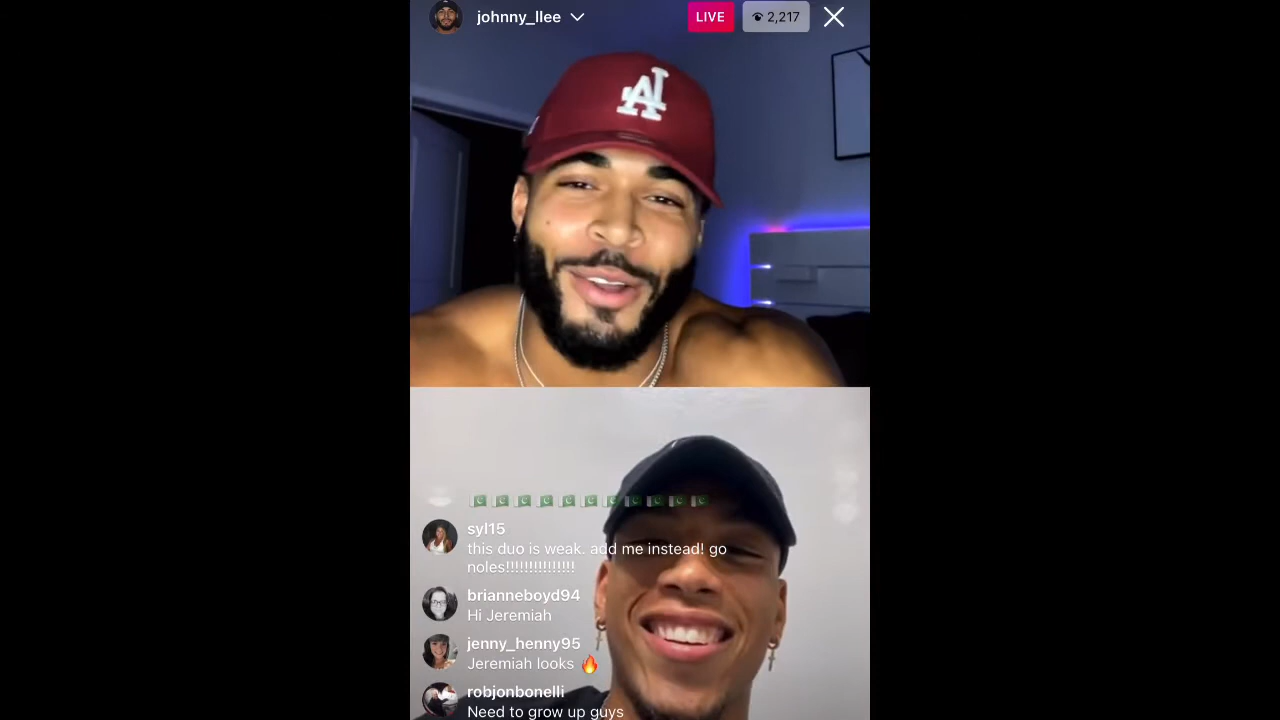 johnny_llee
LIVE
2,217
LA
syl15
this duo is weak. add me instead! go
noles!!!!!!!!!!!!!!!
brianneboyd94
Hi Jeremiah
jenny_henny95
Jeremiah looks 🔥
robjonbonelli
Need to grow up guys